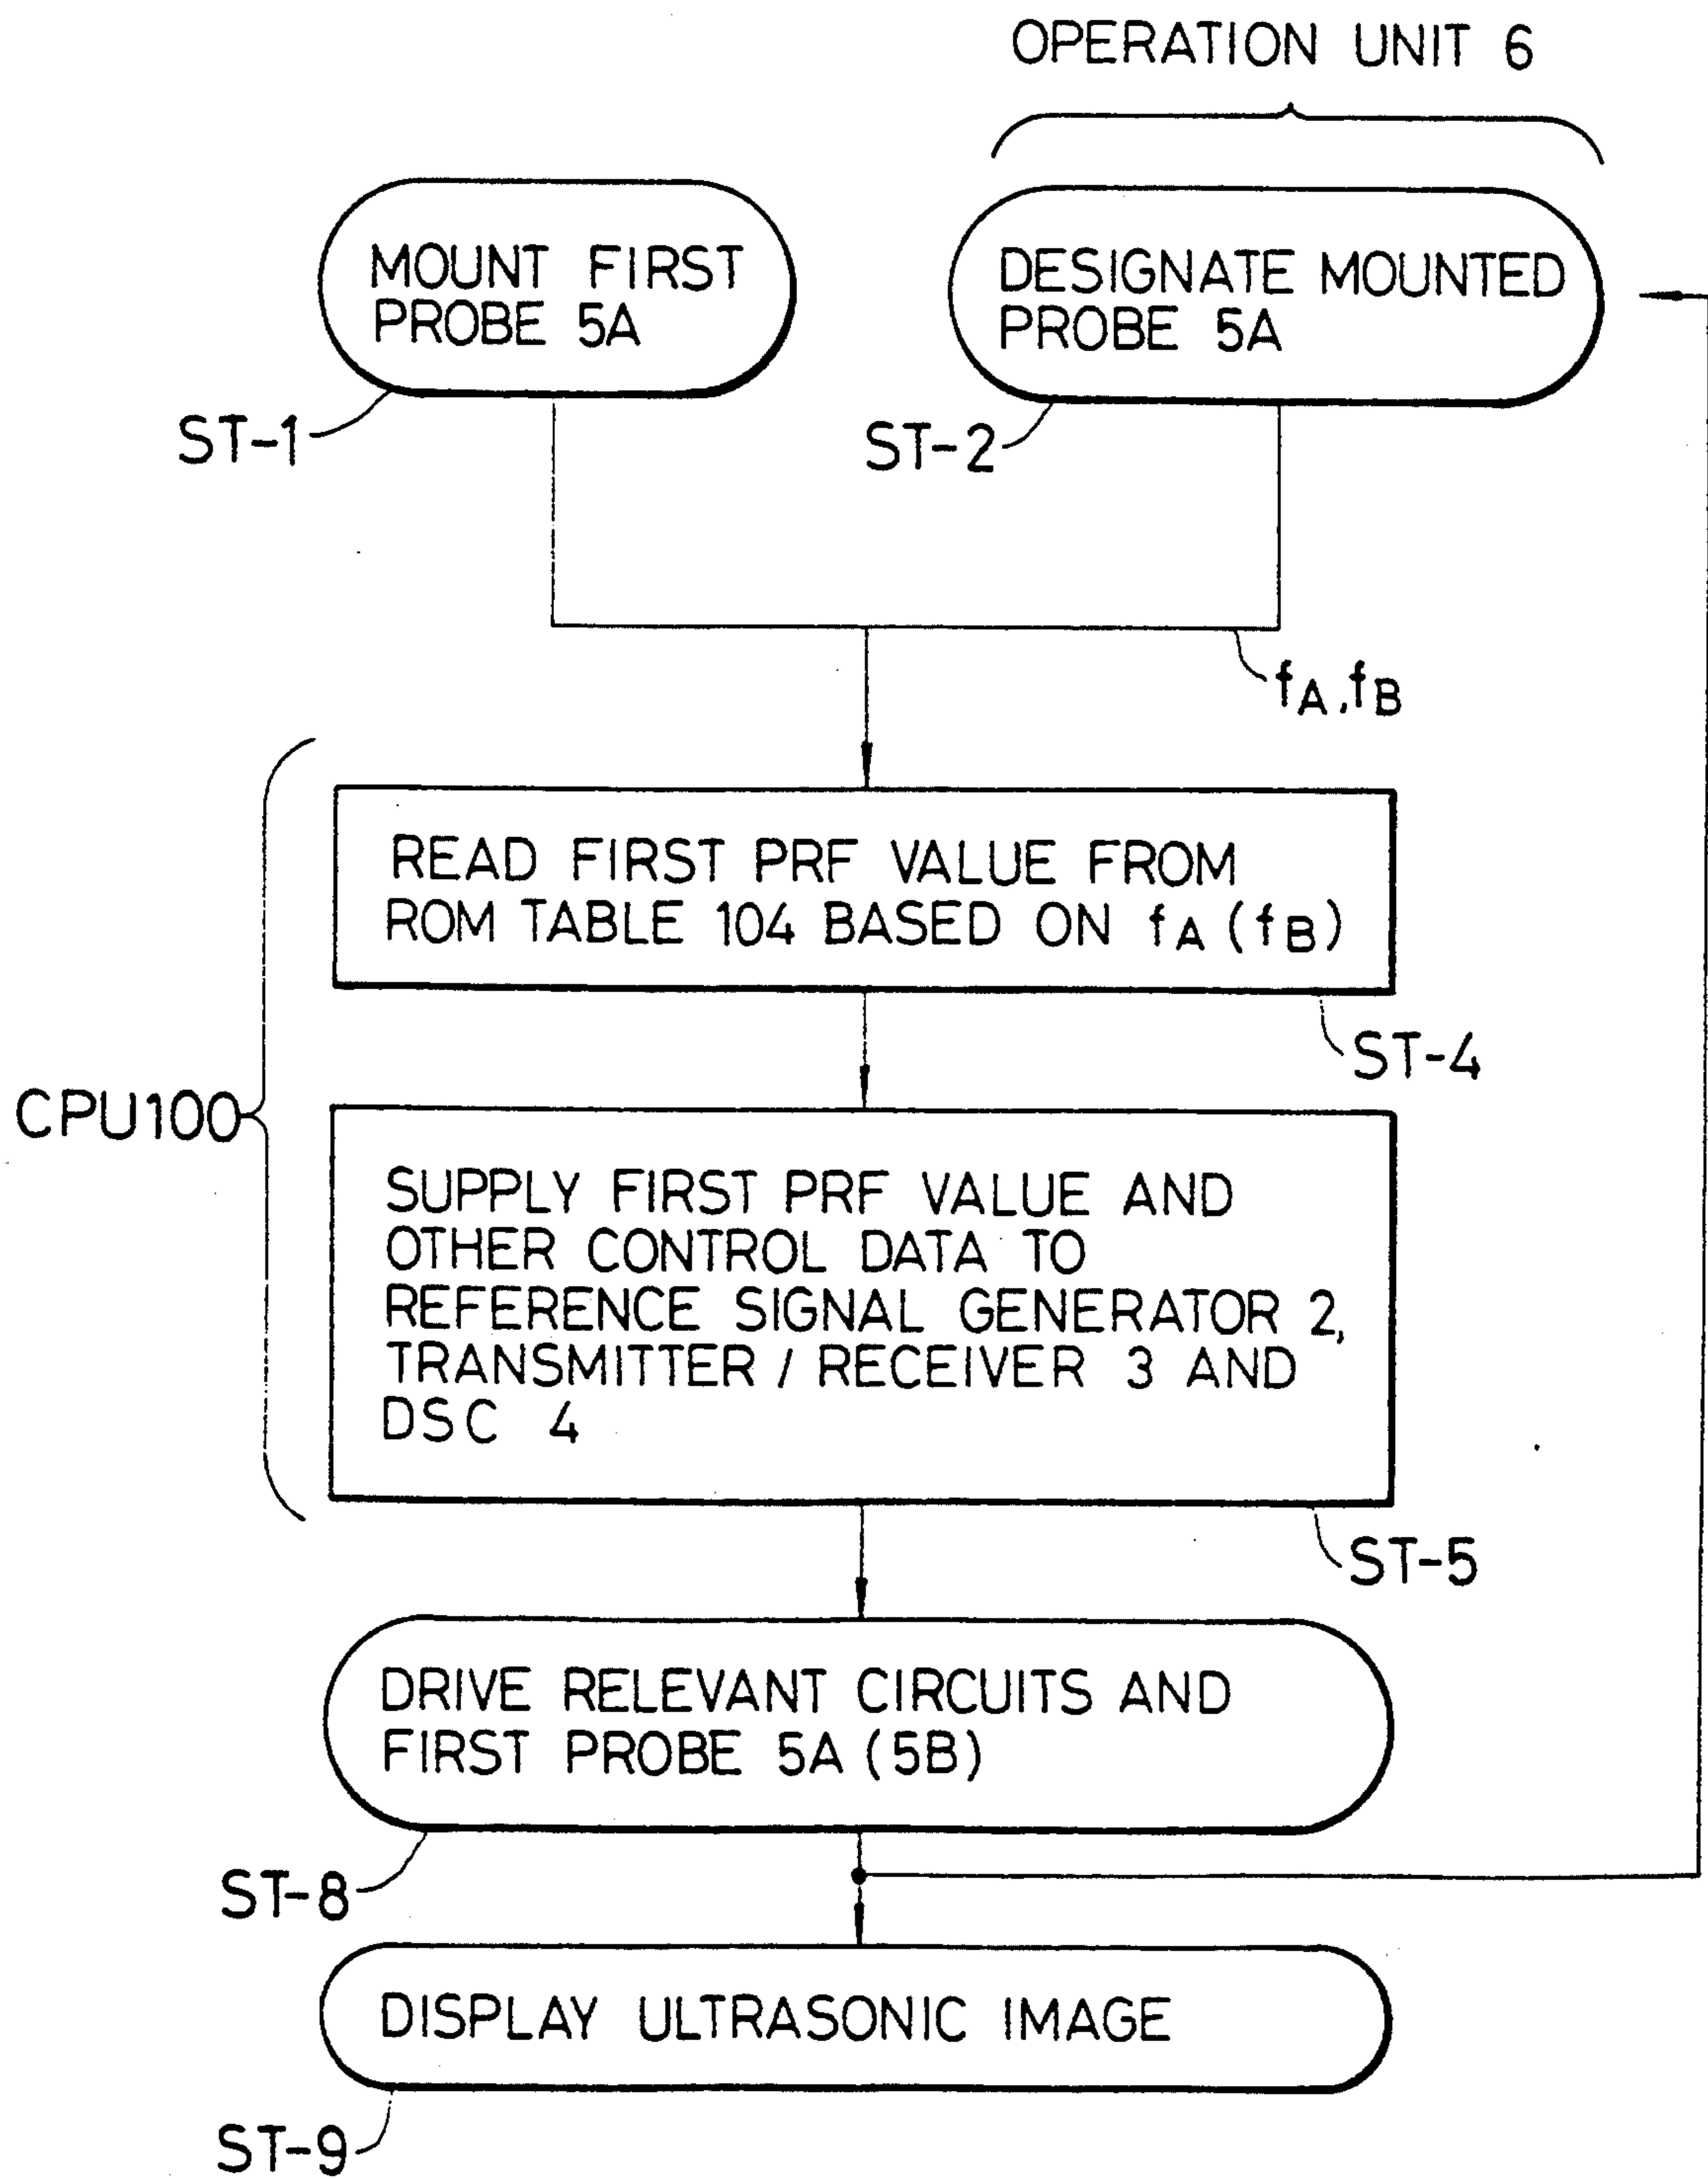 OPERATION UNIT 6
MOUNT FIRST
PROBE 5A
DESIGNATE MOUNTED
PROBE 5A
ST-1
ST-2
fA, fB
READ FIRST PRF VALUE FROM
ROM TABLE 104 BASED ON fA (fB)
ST-4
CPU100
SUPPLY FIRST PRF VALUE AND
OTHER CONTROL DATA TO
REFERENCE SIGNAL GENERATOR 2,
TRANSMITTER / RECEIVER 3 AND
DSC 4
ST-5
DRIVE RELEVANT CIRCUITS AND
FIRST PROBE 5A (5B)
ST-8
DISPLAY ULTRASONIC IMAGE
ST-9